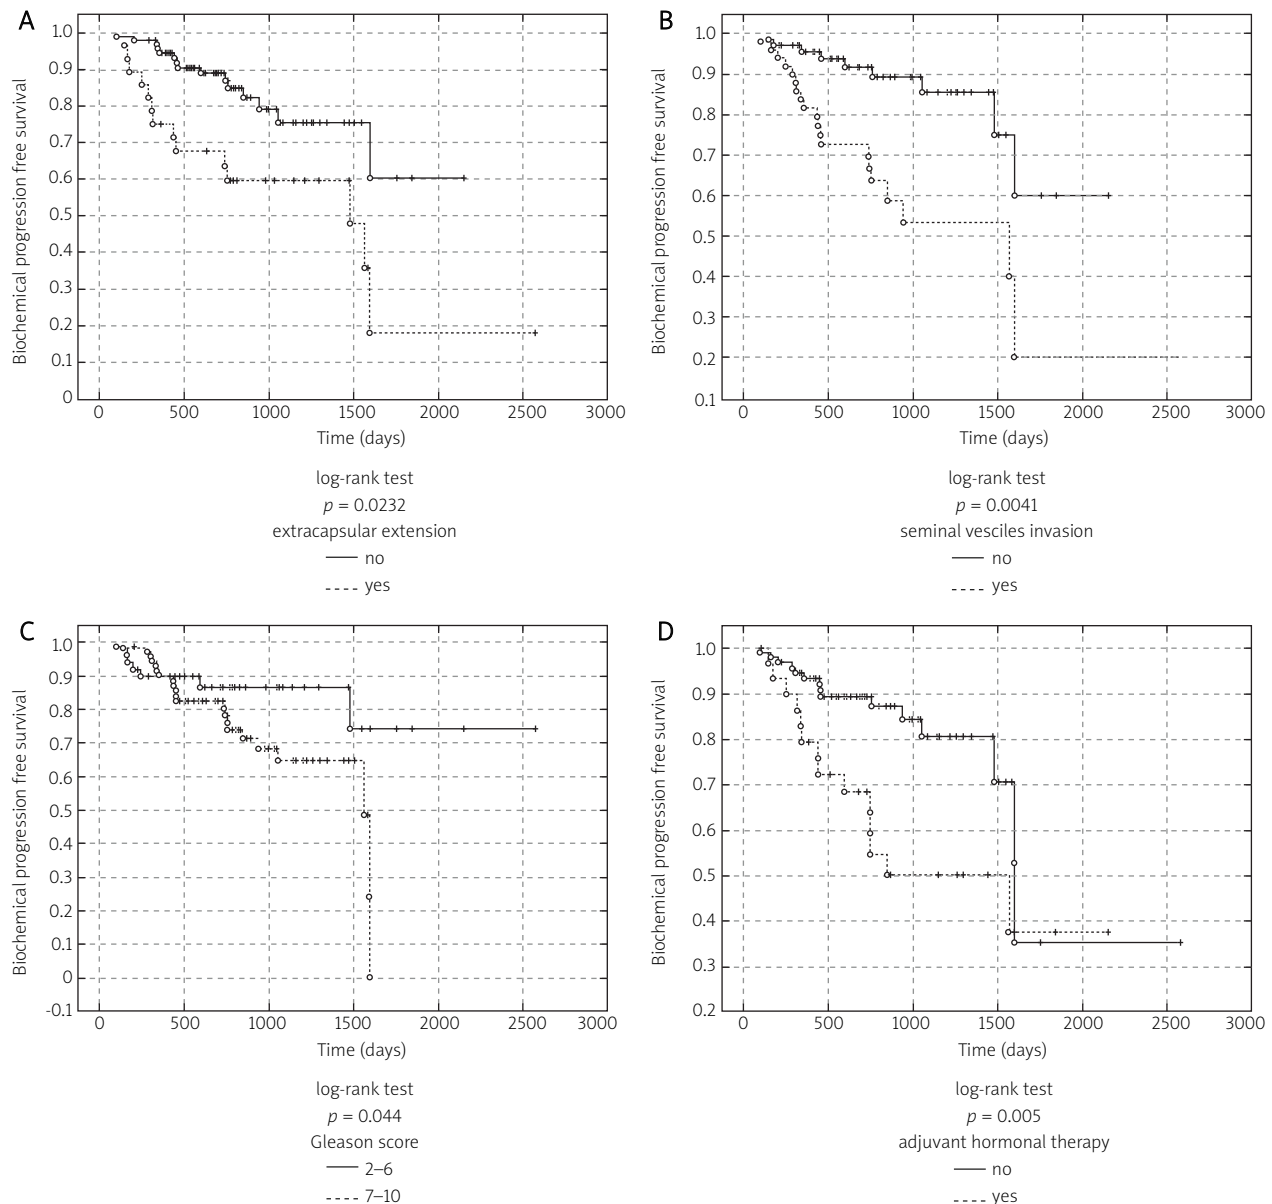 A
Biochemical progression free survival
1.0
0.9
0.8
0.7
0.6
0.5
0.4
0.3
0.2
0.1
0
0 500 1000 1500 2000 2500 3000
Time (days)
log-rank test
p = 0.0232
extracapsular extension
no
yes
B
Biochemical progression free survival
1.0
0.9
0.8
0.7
0.6
0.5
0.4
0.3
0.2
0.1
0 500 1000 1500 2000 2500 3000
Time (days)
log-rank test
p = 0.0041
seminal vesciles invasion
no
yes
C
Biochemical progression free survival
1.0
0.9
0.8
0.7
0.6
0.5
0.4
0.3
0.2
0.1
0
-0.1
0 500 1000 1500 2000 2500 3000
Time (days)
log-rank test
p = 0.044
Gleason score
2–6
7–10
D
Biochemical progression free survival
1.0
0.9
0.8
0.7
0.6
0.5
0.4
0.3
0.2
0 500 1000 1500 2000 2500 3000
Time (days)
log-rank test
p = 0.005
adjuvant hormonal therapy
no
yes